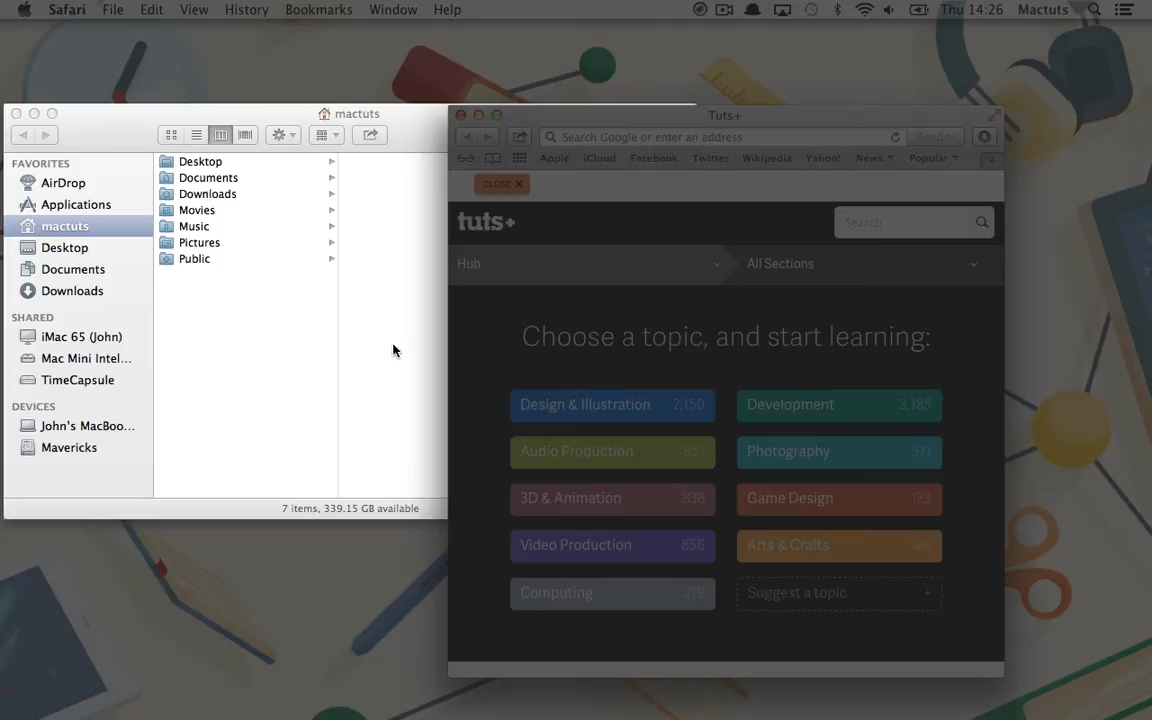 Safari File Edit View History Bookmarks Window Help Thu 14:26 Mactuts
mactuts
FAVORITES
AirDrop
Applications
mactuts
Desktop
Documents
Downloads
SHARED
iMac 65 (John)
Mac Mini Intel...
TimeCapsule
DEVICES
John's MacBoo...
Mavericks
Desktop
Documents
Downloads
Movies
Music
Pictures
Public
7 items, 339.15 GB available
Tuts+
Search Google or enter an address Reader
Apple iCloud Facebook Twitter Wikipedia Yahoo! News Popular
CLOSE ×
tuts+ Search
Hub All Sections
Choose a topic, and start learning:
Design & Illustration 2,150 Development 3,185
Audio Production Photography 371
3D & Animation 838 Game Design 123
Video Production 856 Arts & Crafts
Computing 319 Suggest a topic +